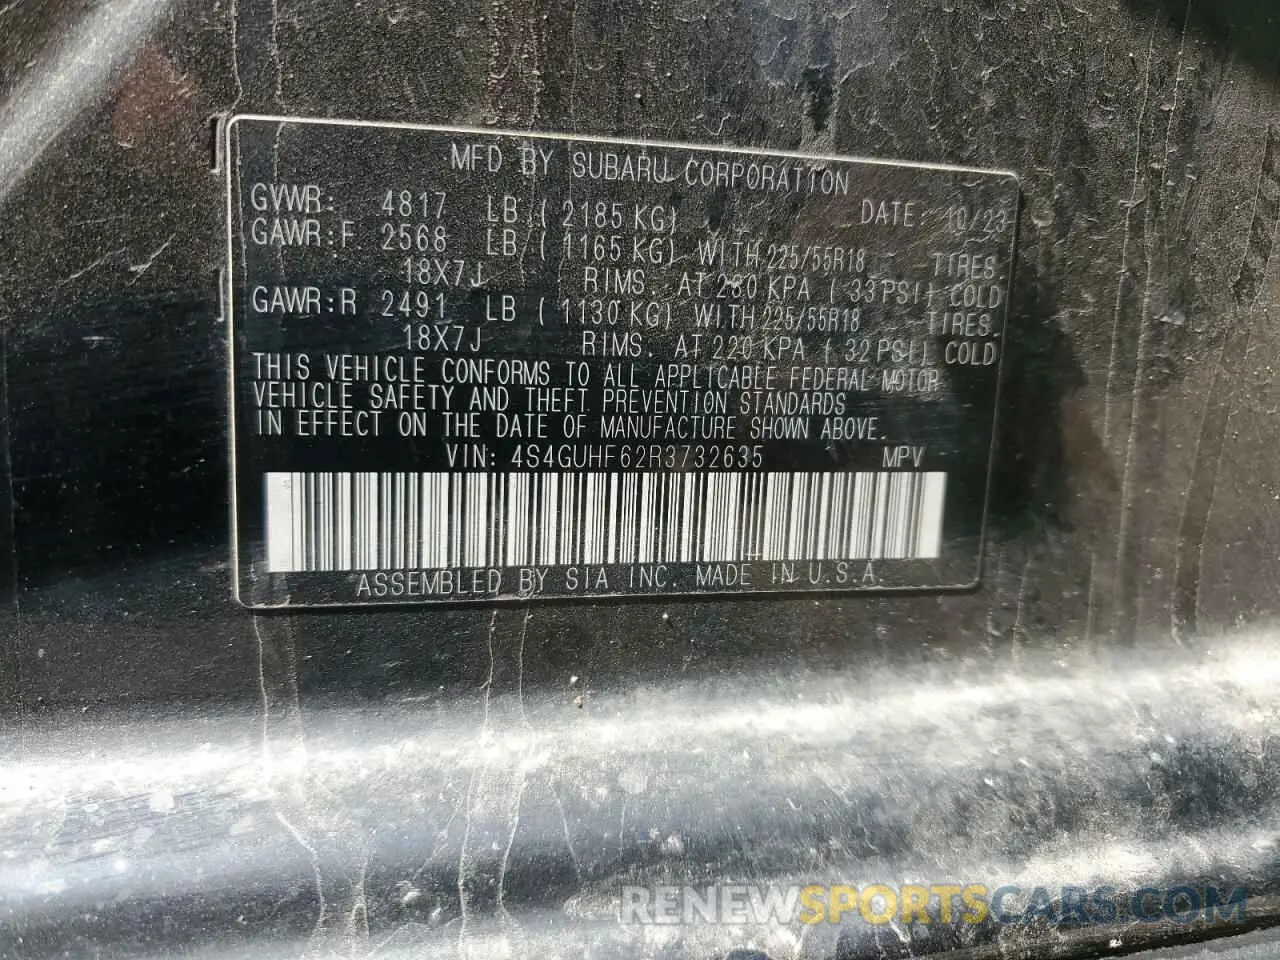 MFD BY SUBARU CORPORATION
GVWR: 4817 LB ( 2185 KG) DATE: 10/23
GAWR:F 2568 LB ( 1165 KG) WITH 225/55R18 TIRES.
18X7J RIMS. AT 230 KPA ( 33 PSI) COLD
GAWR:R 2491 LB ( 1130 KG) WITH 225/55R18 TIRES.
18X7J RIMS. AT 220 KPA ( 32 PSI) COLD
THIS VEHICLE CONFORMS TO ALL APPLICABLE FEDERAL MOTOR
VEHICLE SAFETY AND THEFT PREVENTION STANDARDS
IN EFFECT ON THE DATE OF MANUFACTURE SHOWN ABOVE.
VIN: 4S4GUHF62R3732635 MPV
ASSEMBLED BY SIA INC. MADE IN U.S.A.
RENEWSPORTSCARS.COM